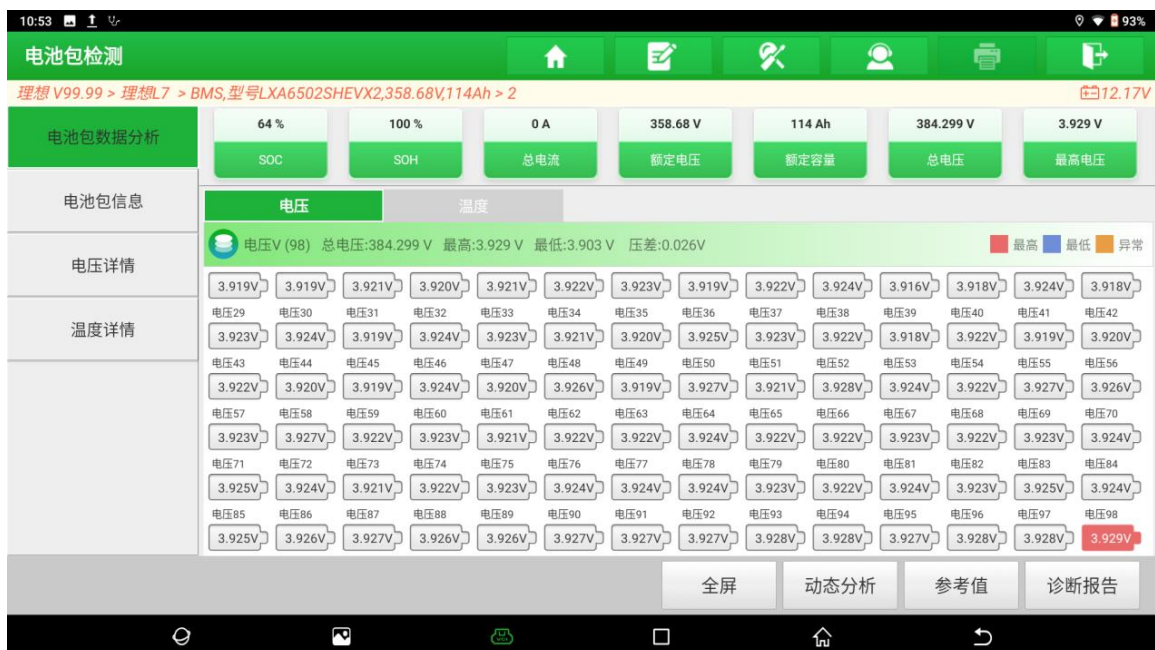 10:53 93%
电池包检测
理想 V99.99 > 理想L7 > BMS,型号LXA6502SHEVX2,358.68V,114Ah > 2 12.17V
电池包数据分析
电池包信息
电压详情
温度详情
64 % 100 % 0 A 358.68 V 114 Ah 384.299 V 3.929 V
SOC SOH 总电流 额定电压 额定容量 总电压 最高电压
电压 温度
电压V (98) 总电压:384.299 V 最高:3.929 V 最低:3.903 V 压差:0.026V 最高 最低 异常
3.919V 3.919V 3.921V 3.920V 3.921V 3.922V 3.923V 3.919V 3.922V 3.924V 3.916V 3.918V 3.924V 3.918V
电压29 电压30 电压31 电压32 电压33 电压34 电压35 电压36 电压37 电压38 电压39 电压40 电压41 电压42
3.923V 3.924V 3.919V 3.924V 3.923V 3.921V 3.920V 3.925V 3.923V 3.922V 3.918V 3.922V 3.919V 3.920V
电压43 电压44 电压45 电压46 电压47 电压48 电压49 电压50 电压51 电压52 电压53 电压54 电压55 电压56
3.922V 3.920V 3.919V 3.924V 3.920V 3.926V 3.919V 3.927V 3.921V 3.928V 3.924V 3.922V 3.927V 3.926V
电压57 电压58 电压59 电压60 电压61 电压62 电压63 电压64 电压65 电压66 电压67 电压68 电压69 电压70
3.923V 3.927V 3.922V 3.923V 3.921V 3.922V 3.922V 3.924V 3.922V 3.922V 3.923V 3.922V 3.923V 3.924V
电压71 电压72 电压73 电压74 电压75 电压76 电压77 电压78 电压79 电压80 电压81 电压82 电压83 电压84
3.925V 3.924V 3.921V 3.922V 3.923V 3.924V 3.924V 3.924V 3.923V 3.922V 3.924V 3.923V 3.925V 3.924V
电压85 电压86 电压87 电压88 电压89 电压90 电压91 电压92 电压93 电压94 电压95 电压96 电压97 电压98
3.925V 3.926V 3.927V 3.926V 3.926V 3.927V 3.927V 3.927V 3.928V 3.928V 3.927V 3.928V 3.928V 3.929V
全屏 动态分析 参考值 诊断报告